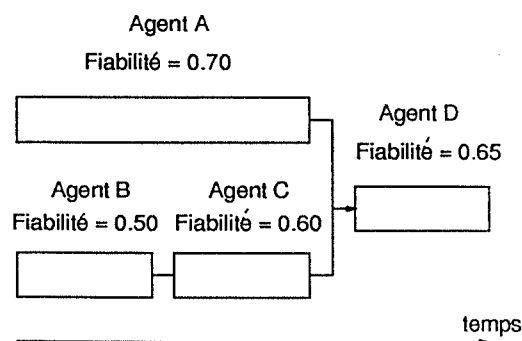 Agent A
Fiabilité = 0.70
Agent D
Fiabilité = 0.65
Agent B
Agent C
Fiabilité = 0.50
Fiabilité = 0.60
temps